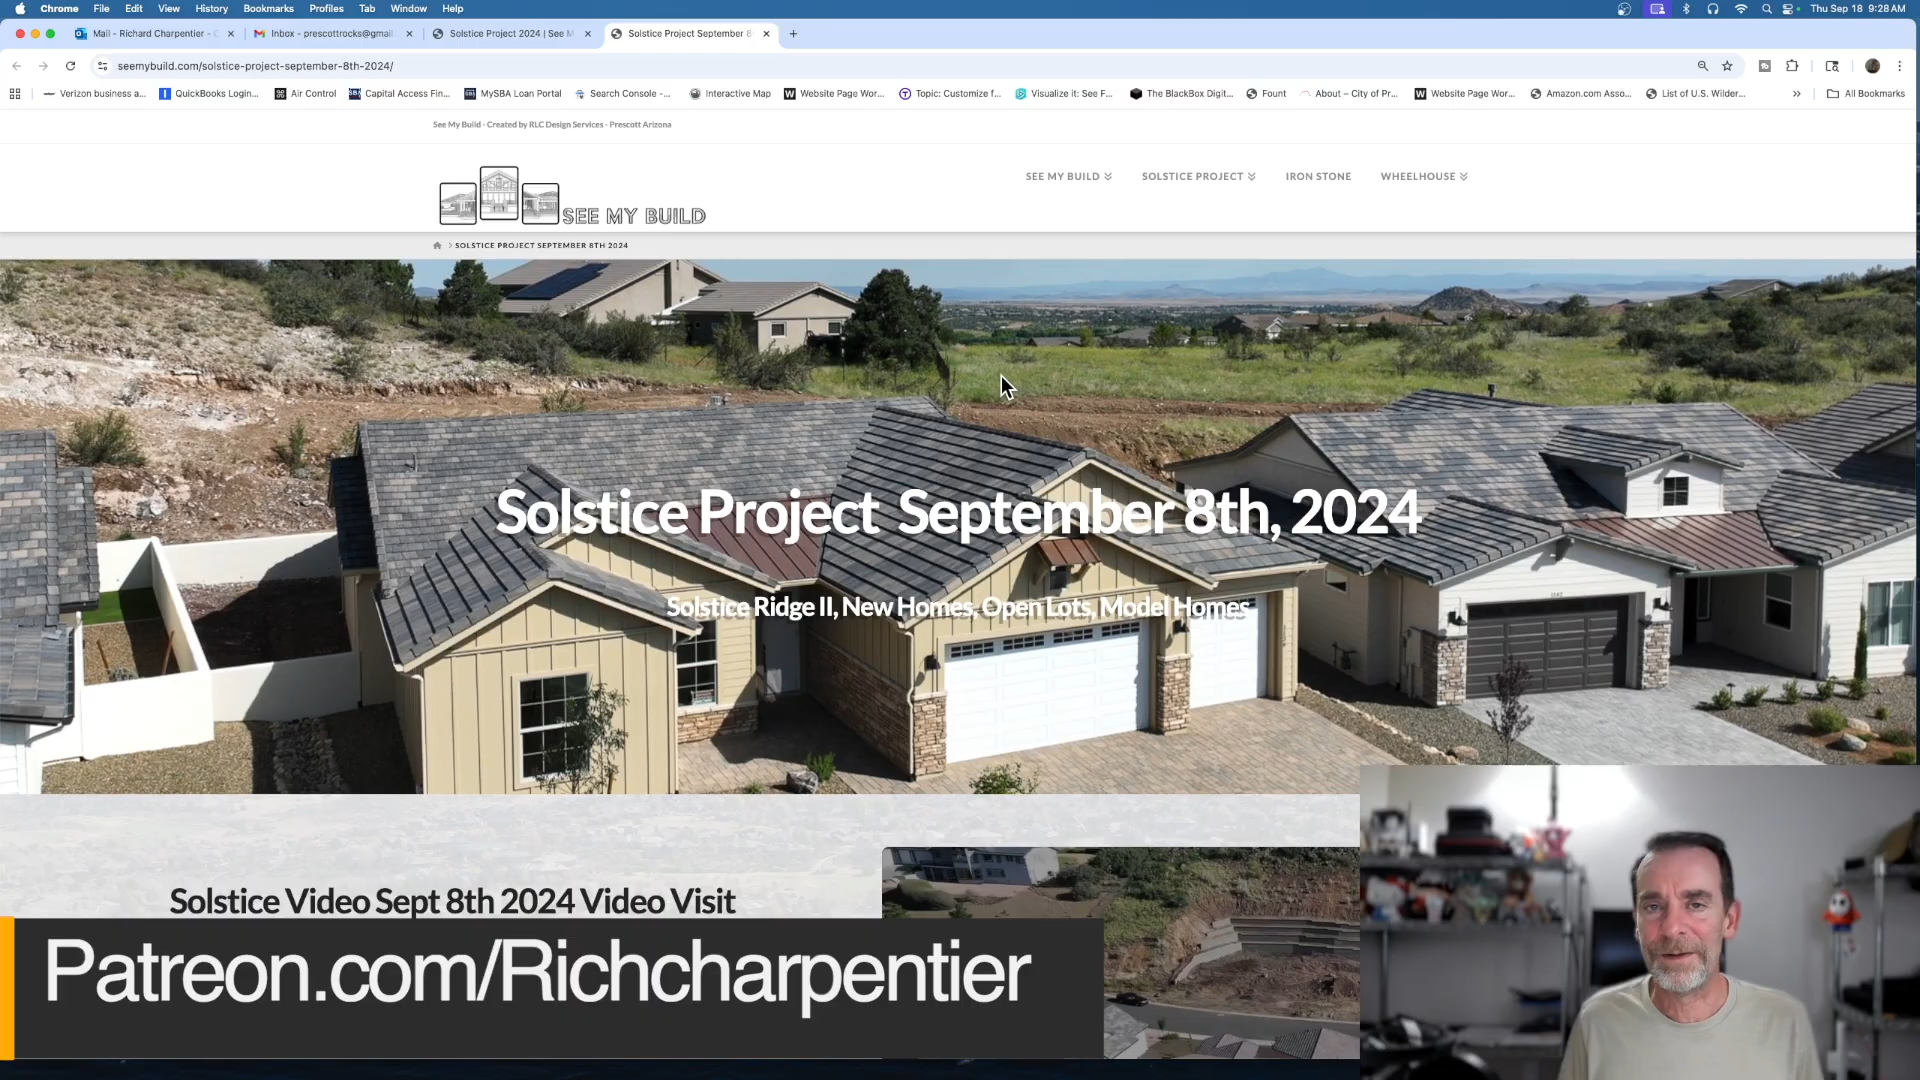 Chrome File Edit View History Bookmarks Profiles Tab Window Help Thu Sep 18 9:28 AM
Mail - Richard Charpentier - Inbox - prescottrocks@gmail Solstice Project 2024 | See M Solstice Project September 8
seemybuild.com/solstice-project-september-8th-2024/
Verizon business a... QuickBooks Login... Air Control Capital Access Fin... MySBA Loan Portal Search Console -... Interactive Map Website Page Wor... Topic: Customize f... Visualize it: See F... The BlackBox Digit... Fount About – City of Pr... Website Page Wor... Amazon.com Asso... List of U.S. Wilder... All Bookmarks
See My Build - Created by RLC Design Services - Prescott Arizona
SEE MY BUILD SOLSTICE PROJECT IRON STONE WHEELHOUSE
SEE MY BUILD
SOLSTICE PROJECT SEPTEMBER 8TH 2024
Solstice Project September 8th, 2024
Solstice Ridge II, New Homes, Open Lots, Model Homes
Solstice Video Sept 8th 2024 Video Visit
Patreon.com/Richcharpentier